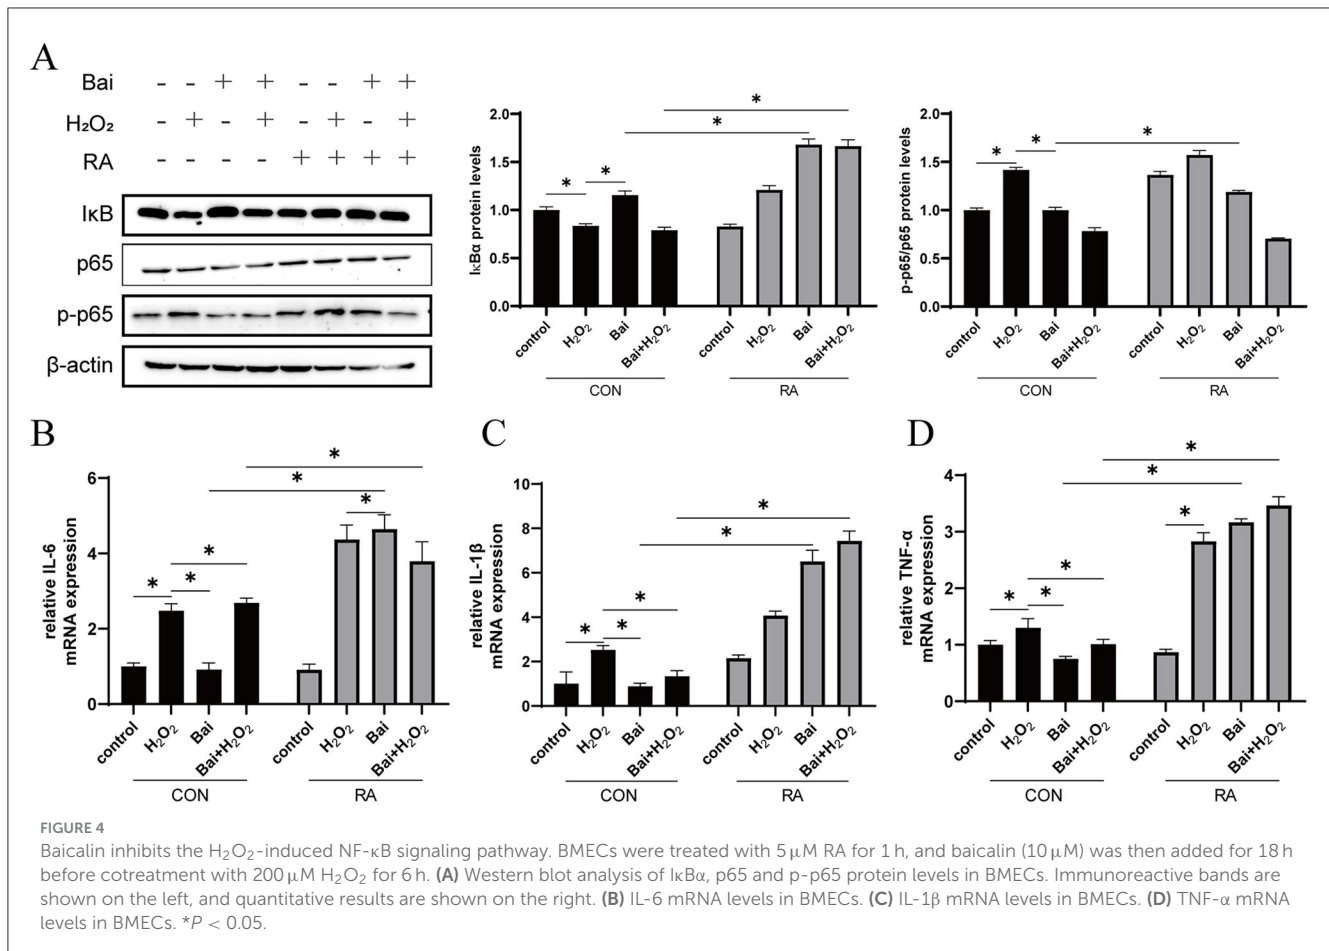 A
Bai - - + + - - + +
H₂O₂ - + - + - + - +
RA - - - - + + + +
IκB
p65
p-p65
β-actin
IκBα protein levels
2.0
1.5
1.0
0.5
0.0
* * * *
control H₂O₂ Bai Bai+H₂O₂ control H₂O₂ Bai Bai+H₂O₂
CON RA
p-p65/p65 protein levels
2.0
1.5
1.0
0.5
0.0
* * *
control H₂O₂ Bai Bai+H₂O₂ control H₂O₂ Bai Bai+H₂O₂
CON RA
B
relative IL-6
mRNA expression
6
4
2
0
* * * * * *
control H₂O₂ Bai Bai+H₂O₂ control H₂O₂ Bai Bai+H₂O₂
CON RA
C
relative IL-1β
mRNA expression
10
8
6
4
2
0
* * * * *
control H₂O₂ Bai Bai+H₂O₂ control H₂O₂ Bai Bai+H₂O₂
CON RA
D
relative TNF-α
mRNA expression
4
3
2
1
0
* * * * * *
control H₂O₂ Bai Bai+H₂O₂ control H₂O₂ Bai Bai+H₂O₂
CON RA
FIGURE 4
Baicalin inhibits the H₂O₂-induced NF-κB signaling pathway. BMECs were treated with 5 μM RA for 1 h, and baicalin (10 μM) was then added for 18 h
before cotreatment with 200 μM H₂O₂ for 6 h. (A) Western blot analysis of IκBα, p65 and p-p65 protein levels in BMECs. Immunoreactive bands are
shown on the left, and quantitative results are shown on the right. (B) IL-6 mRNA levels in BMECs. (C) IL-1β mRNA levels in BMECs. (D) TNF-α mRNA
levels in BMECs. *P < 0.05.